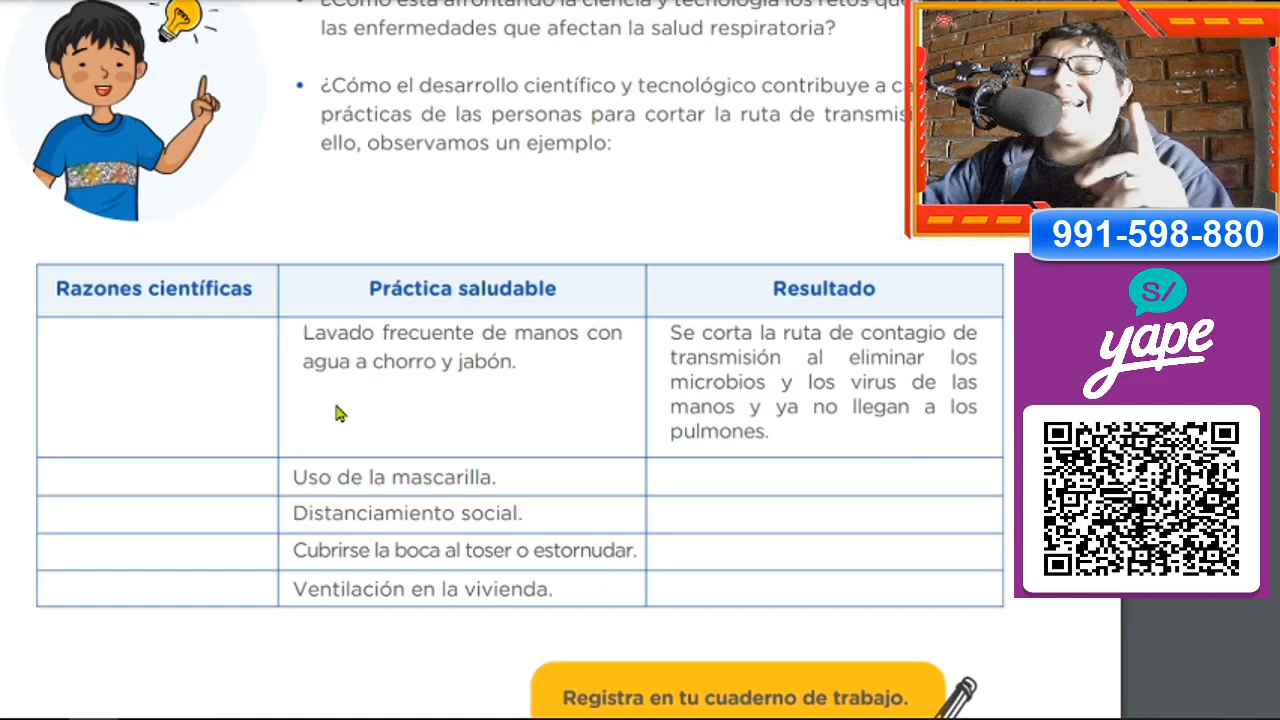 las enfermedades que afectan la salud respiratoria?
• ¿Cómo el desarrollo científico y tecnológico contribuye a
prácticas de las personas para cortar la ruta de
ello, observamos un ejemplo:
991-598-880
S/
yape
Razones científicas Práctica saludable Resultado
Lavado frecuente de manos con
agua a chorro y jabón.
Se corta la ruta de contagio de
transmisión al eliminar los
microbios y los virus de las
manos y ya no llegan a los
pulmones.
Uso de la mascarilla.
Distanciamiento social.
Cubrirse la boca al toser o estornudar.
Ventilación en la vivienda.
Registra en tu cuaderno de trabajo.